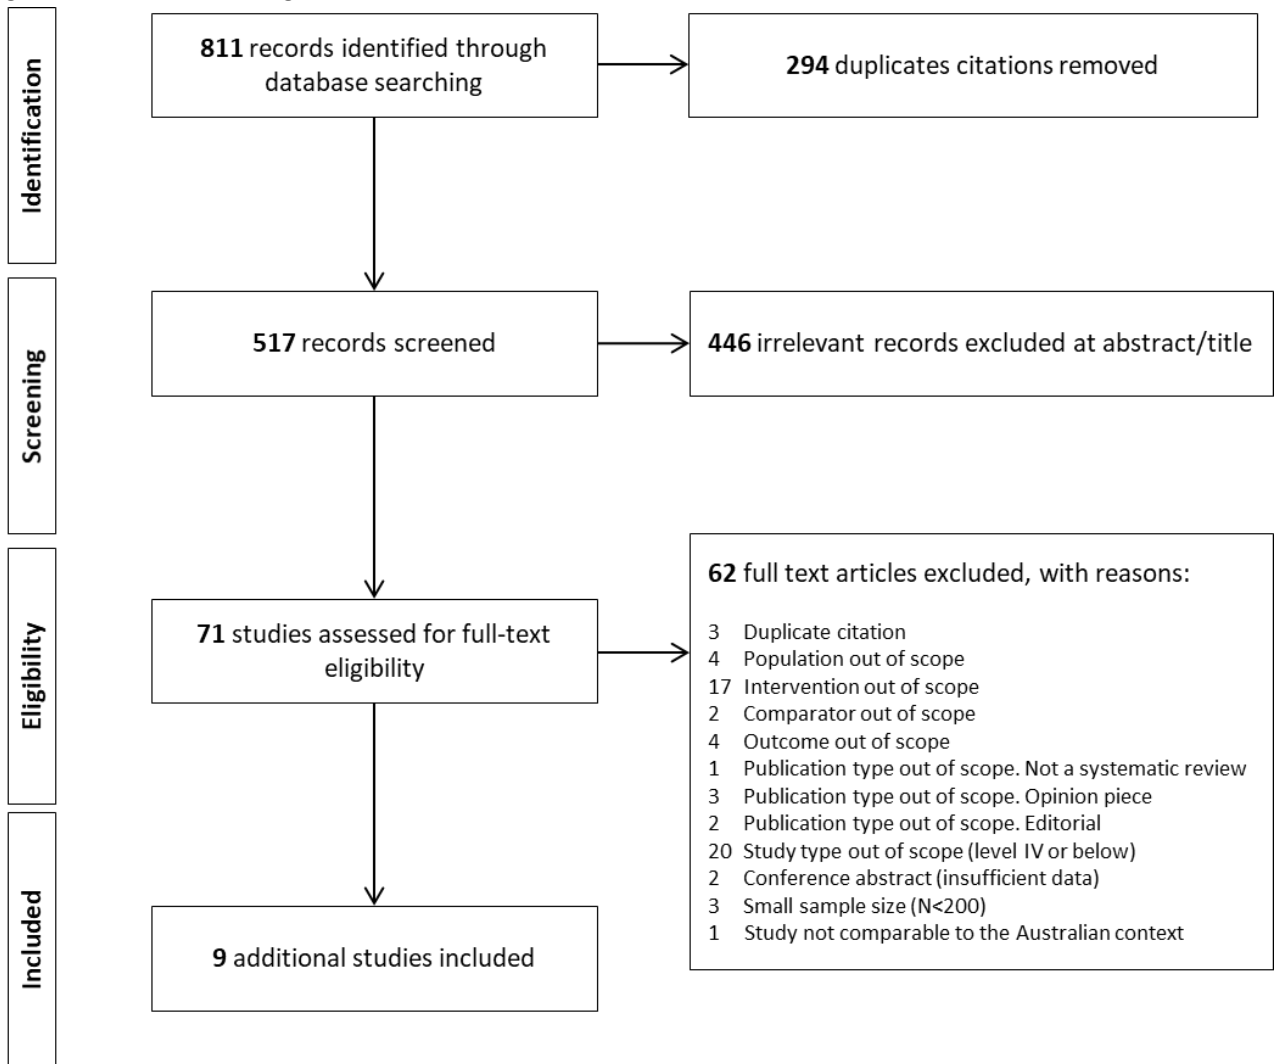 Identification
811 records identified through
database searching
294 duplicates citations removed
Screening
517 records screened
446 irrelevant records excluded at abstract/title
Eligibility
71 studies assessed for full-text
eligibility
62 full text articles excluded, with reasons:
3 Duplicate citation
4 Population out of scope
17 Intervention out of scope
2 Comparator out of scope
4 Outcome out of scope
1 Publication type out of scope. Not a systematic review
3 Publication type out of scope. Opinion piece
2 Publication type out of scope. Editorial
20 Study type out of scope (level IV or below)
2 Conference abstract (insufficient data)
3 Small sample size (N<200)
1 Study not comparable to the Australian context
Included
9 additional studies included